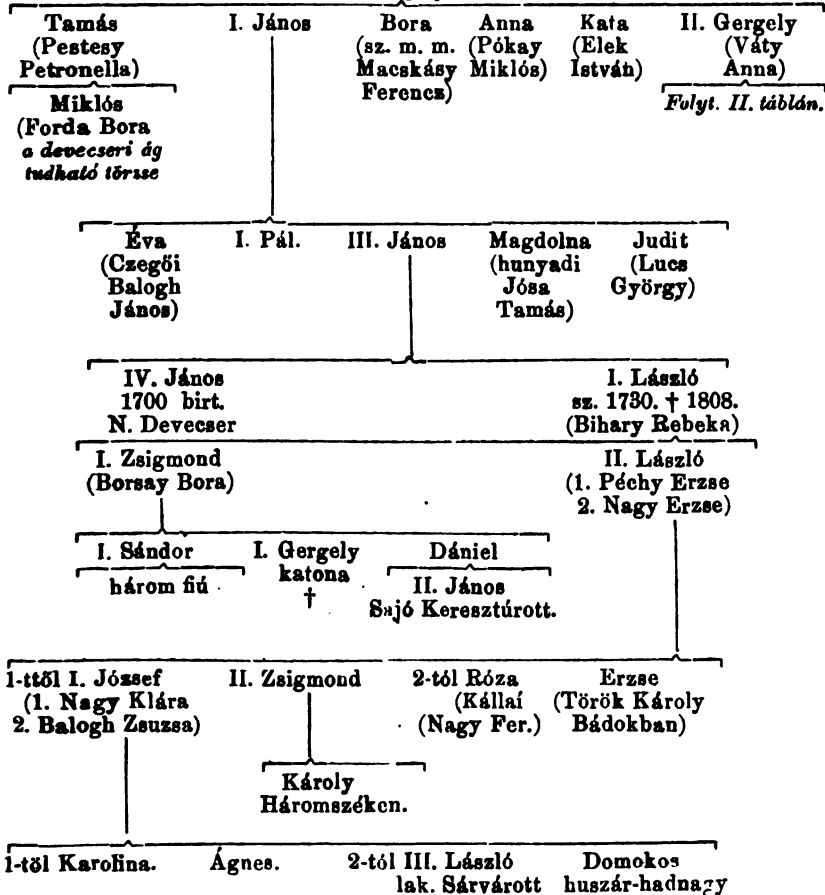 Tamás I. János Bora Anna Kata II. Gergely
(Pestesy (sz. m. m. (Pókay (Elek (Váty
Petronella) Macskásy Miklós) István) Anna)
Ferencz)
Miklós Folyt. II. táblán.
(Forda Bora
a devecseri ág
tudható törzse
Éva I. Pál. III. János Magdolna Judit
(Czegői (hunyadi (Lucs
Balogh Jósa György)
János) Tamás)
IV. János I. László
1700 birt. sz. 1730. † 1808.
N. Devecser (Bihary Rebeka)
I. Zsigmond II. László
(Borsay Bora) (1. Péchy Erzse
2. Nagy Erzse)
I. Sándor I. Gergely Dániel
három fiú katona II. János
† Sajó Keresztúrott.
1-ttől I. József II. Zsigmond 2-tól Róza Erzse
(1. Nagy Klára (Kállai (Török Károly
2. Balogh Zsuzsa) (Nagy Fer.) Bádokban)
Károly
Háromszéken.
1-töl Karolina. Ágnes. 2-tól III. László Domokos
lak. Sárvárott huszár-hadnagy